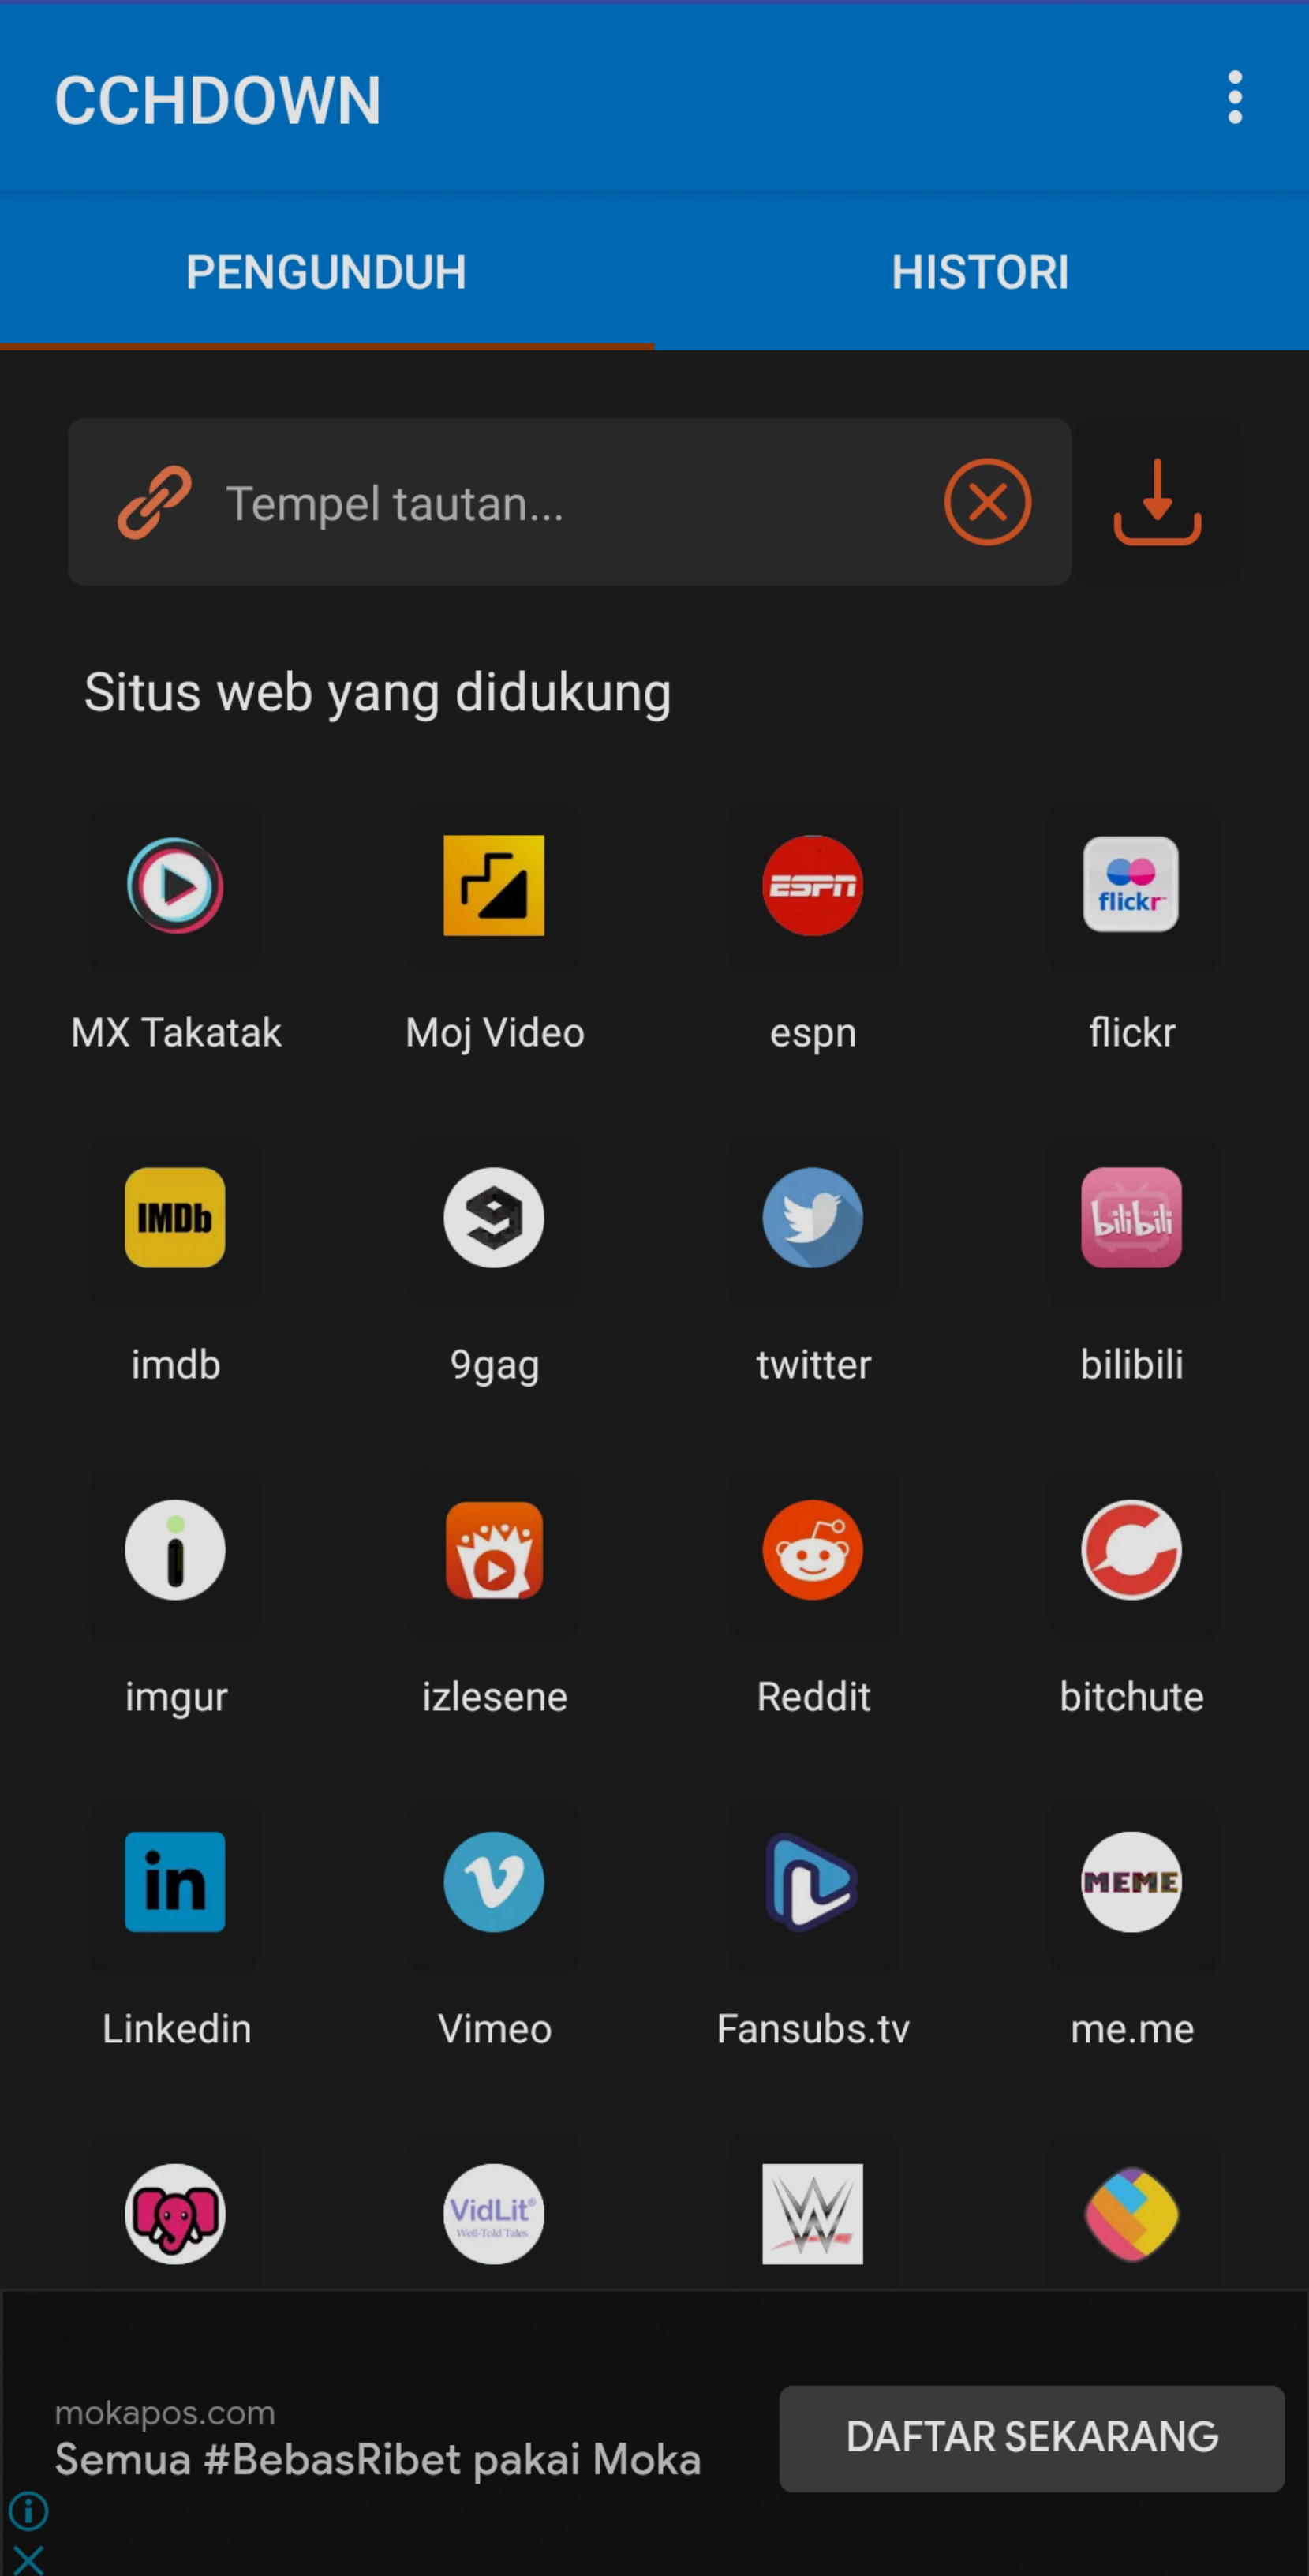 CCHDOWN
PENGUNDUH HISTORI
Tempel tautan...
Situs web yang didukung
ESPN flickr
MX Takatak Moj Video espn flickr
IMDb 9 bilibili
imdb 9gag twitter bilibili
i
imgur izlesene Reddit bitchute
in V MEME
Linkedin Vimeo Fansubs.tv me.me
VidLit® W
Well-Told Tales
mokapos.com
Semua #BebasRibet pakai Moka
DAFTAR SEKARANG